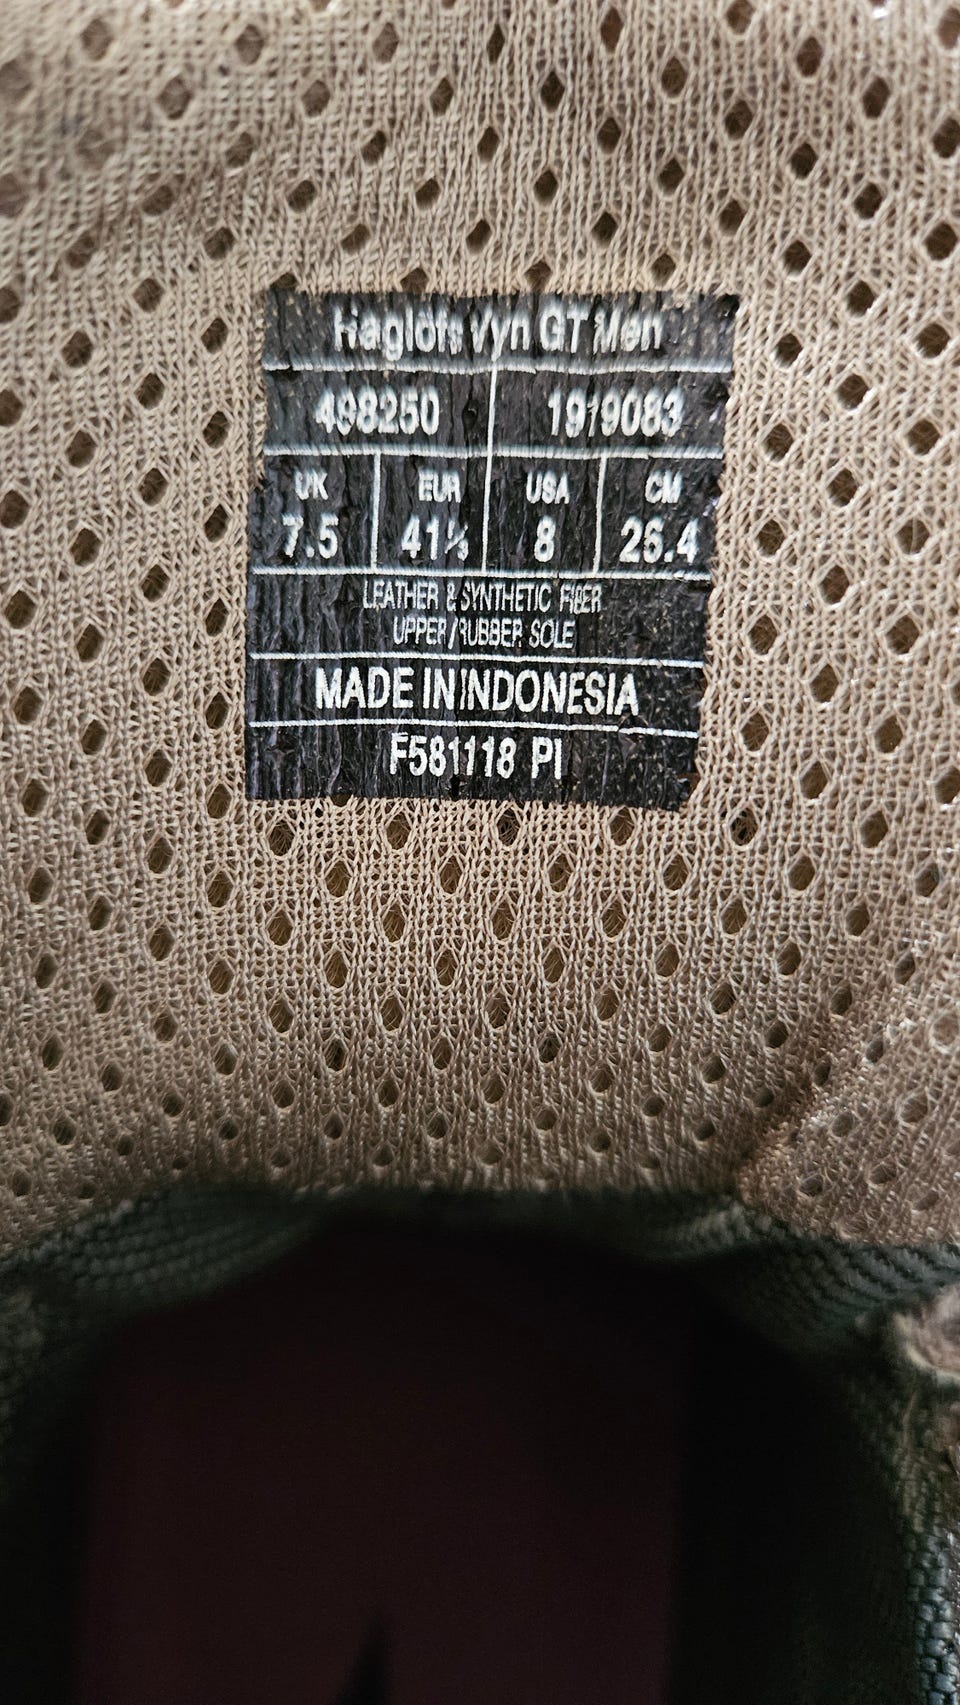 Haglöfs Vyn GT Men
498250 1919083
UK EUR USA CM
7.5 41⅓ 8 26.4
LEATHER & SYNTHETIC FIBER
UPPER/RUBBER SOLE
MADE IN INDONESIA
F581118 PI